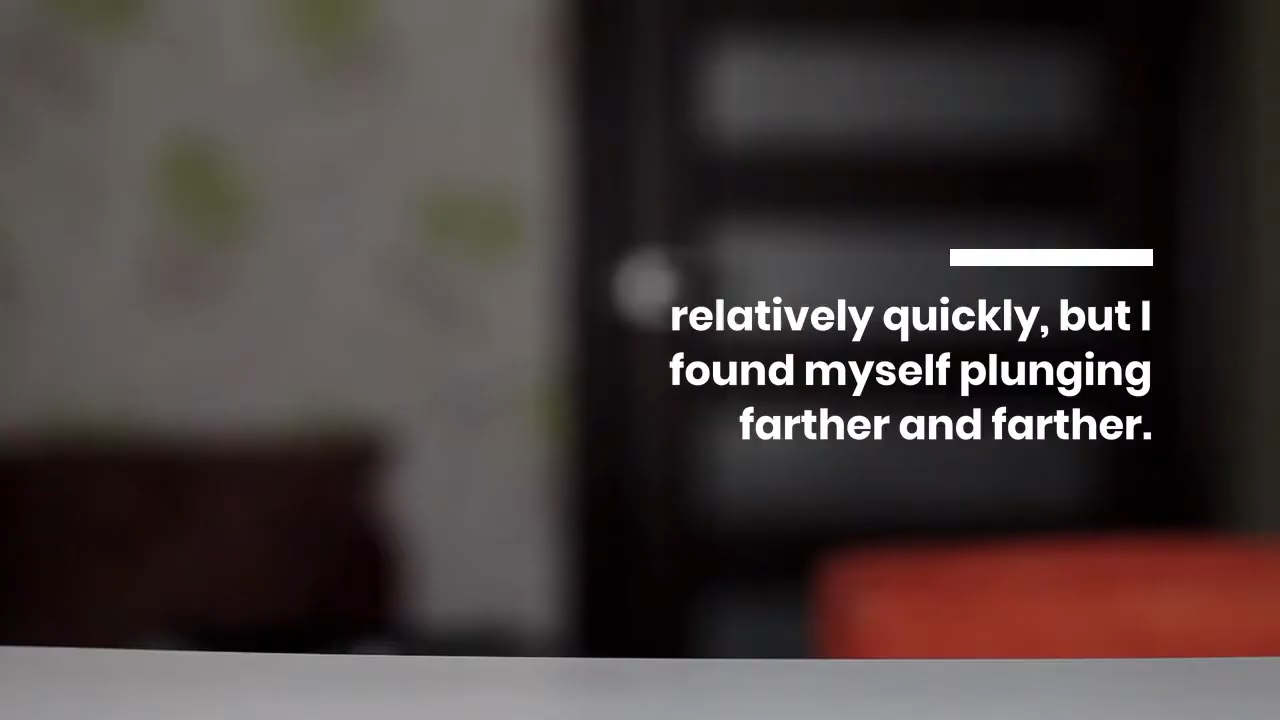 relatively quickly, but I
found myself plunging
farther and farther.